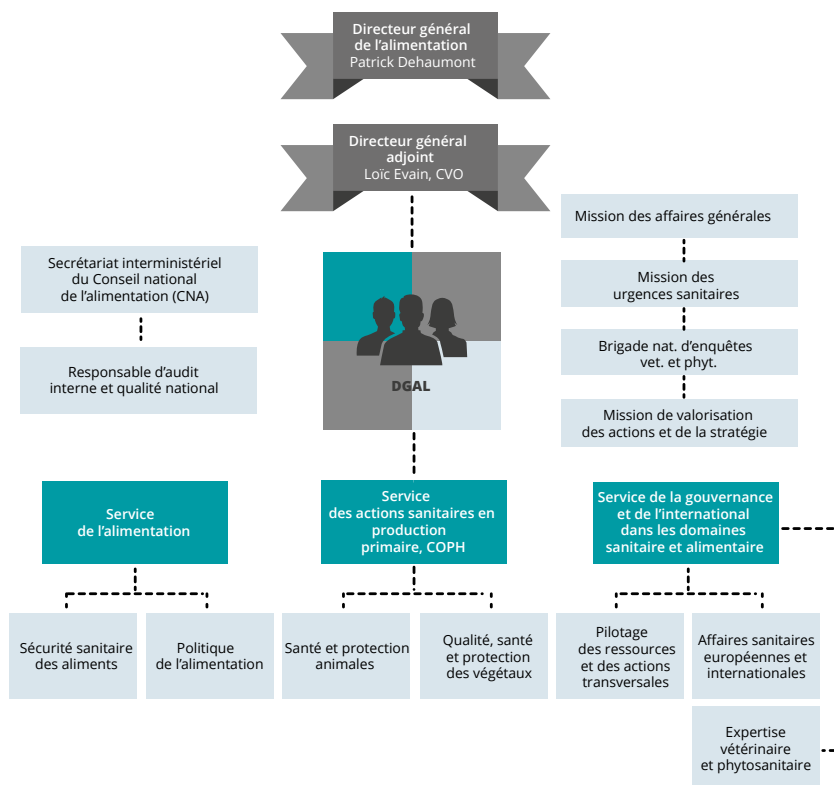 Directeur général
de l'alimentation
Patrick Dehaumont
Directeur général
adjoint
Loïc Evain, CVO
Secrétariat interministériel
du Conseil national
de l'alimentation (CNA)
Responsable d'audit
interne et qualité national
DGAL
Mission des affaires générales
Mission des
urgences sanitaires
Brigade nat. d'enquêtes
vet. et phyt.
Mission de valorisation
des actions et de la stratégie
Service
de l'alimentation
Service
des actions sanitaires en
production
primaire, COPH
Service de la gouvernance
et de l'international
dans les domaines
sanitaire et alimentaire
Sécurité sanitaire
des aliments
Politique
de l'alimentation
Santé et protection
animales
Qualité, santé
et protection
des végétaux
Pilotage
des ressources
et des actions
transversales
Affaires sanitaires
européennes et
internationales
Expertise
vétérinaire
et phytosanitaire